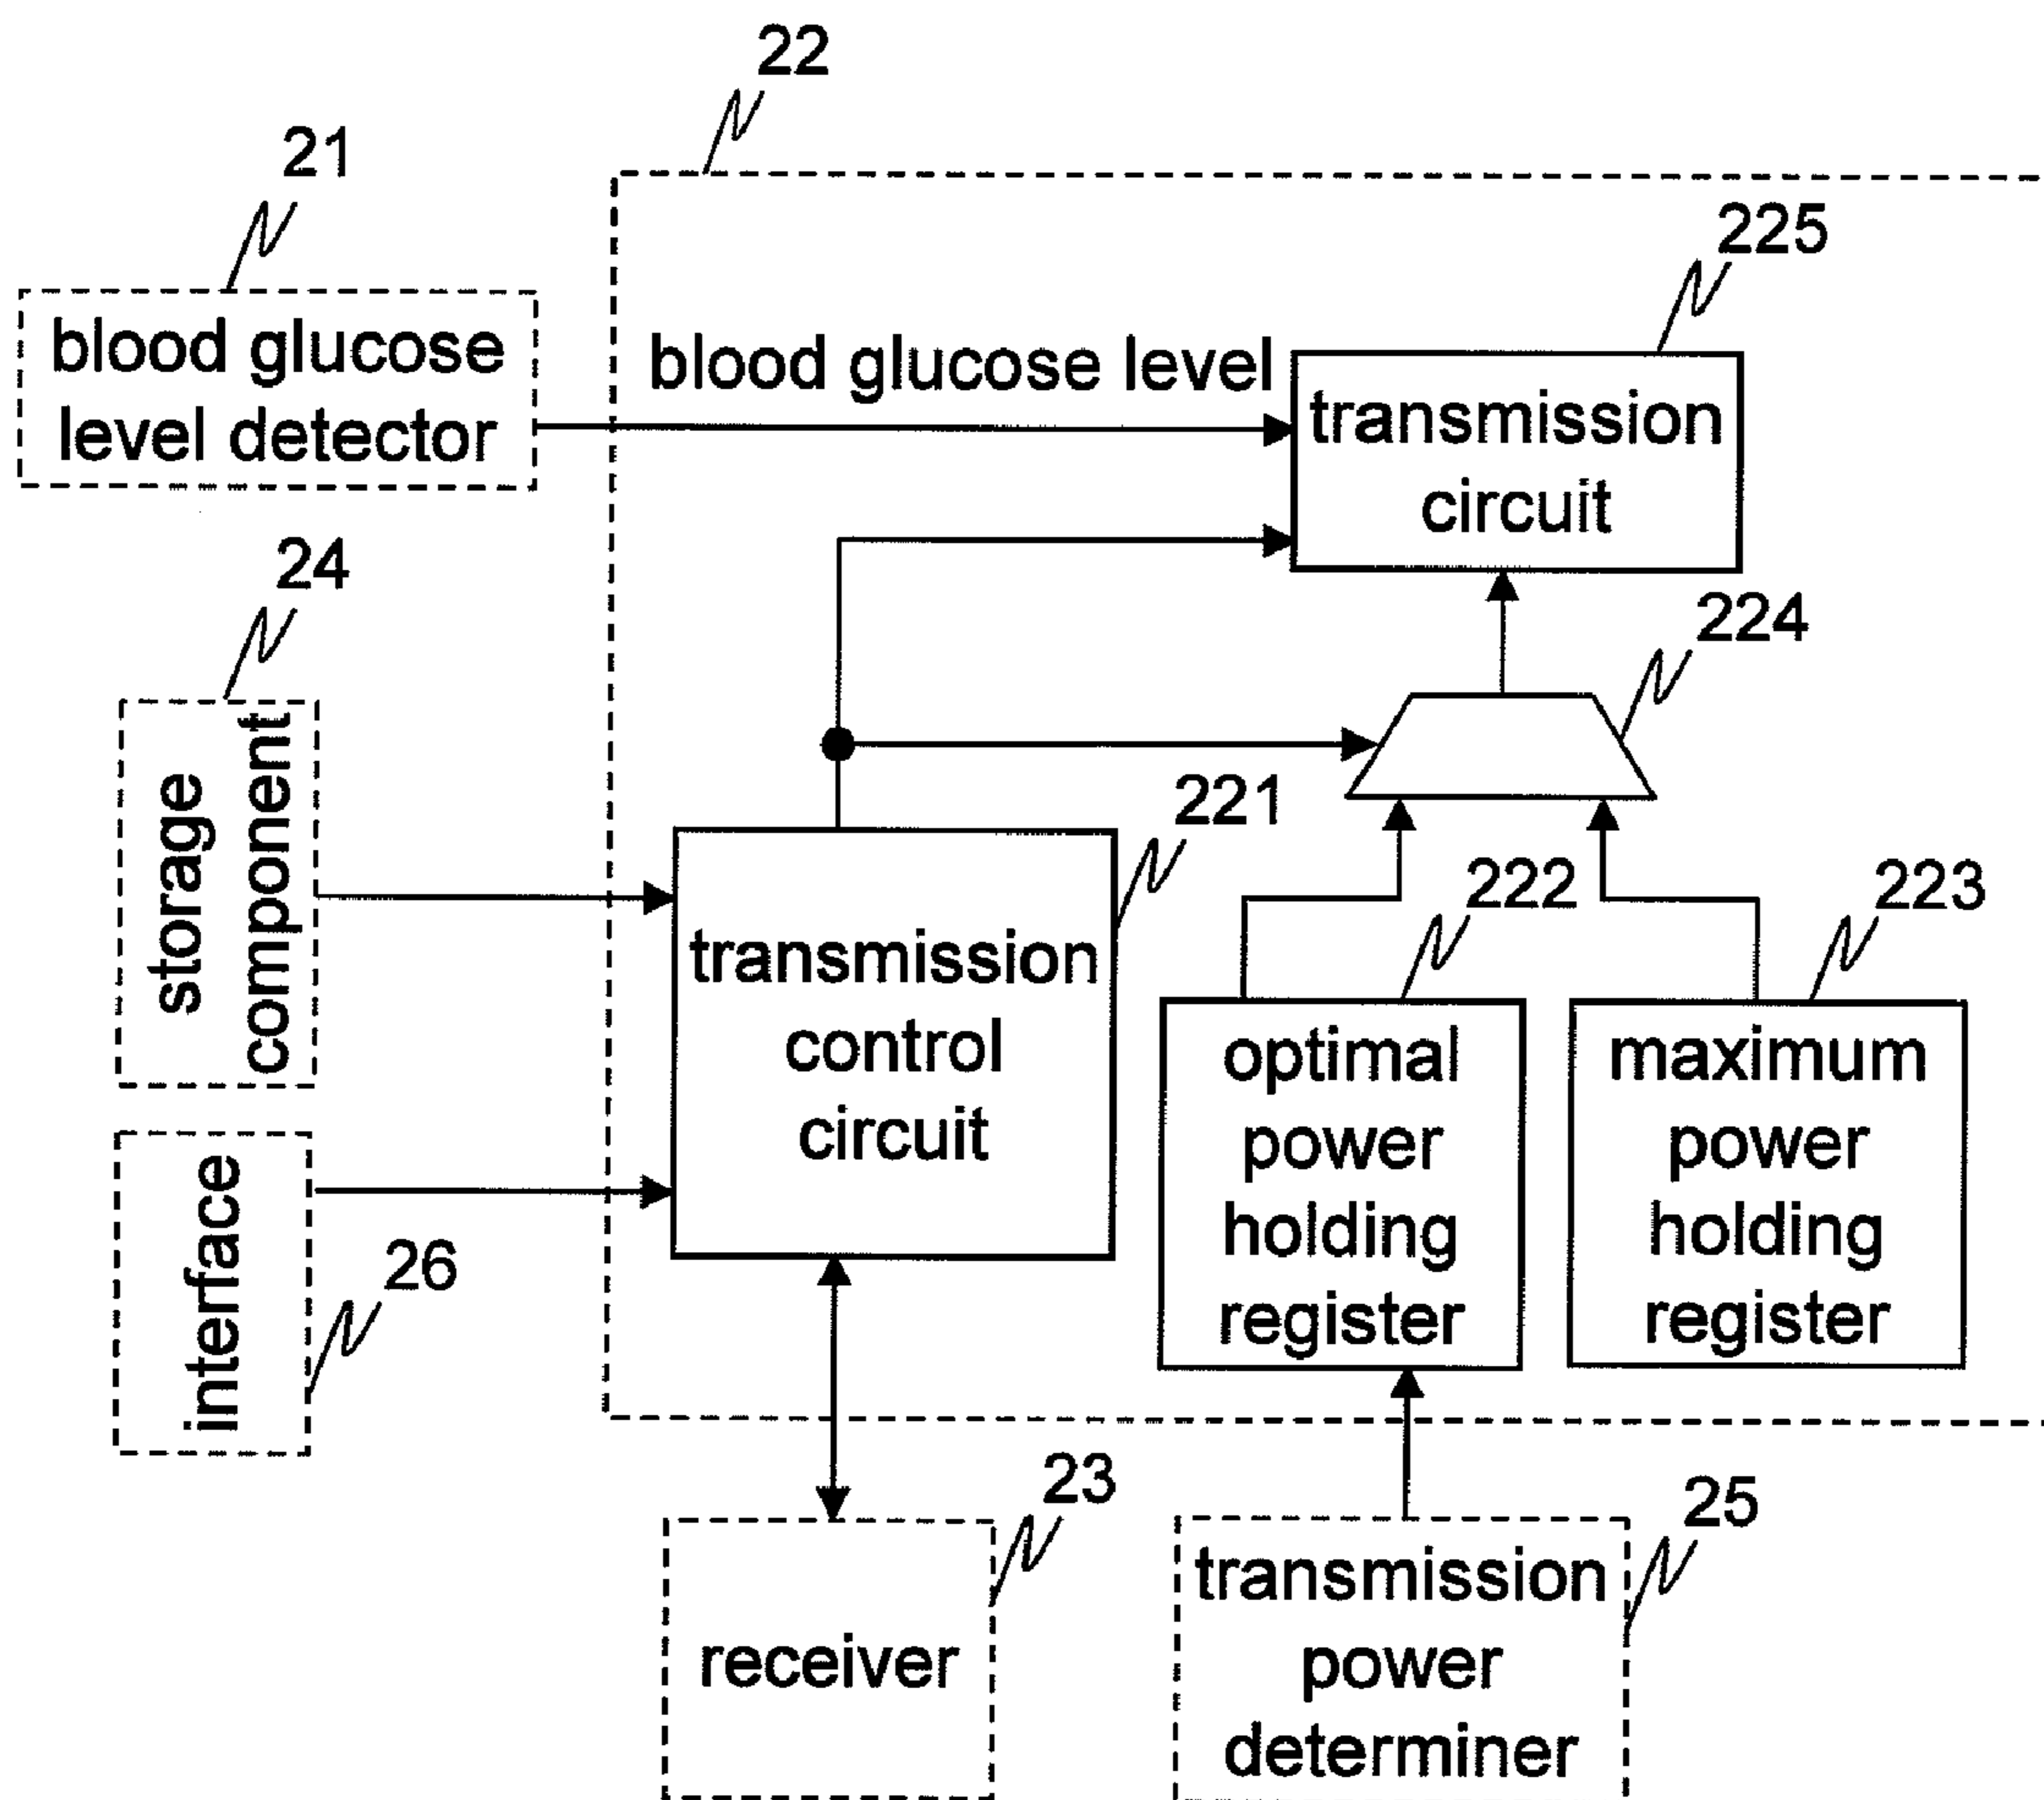 22
21
225
blood glucose
level detector
blood glucose level
transmission
circuit
24
224
storage
component
221
222
223
transmission
control
circuit
optimal
power
holding
register
maximum
power
holding
register
interface
26
23
25
receiver
transmission
power
determiner